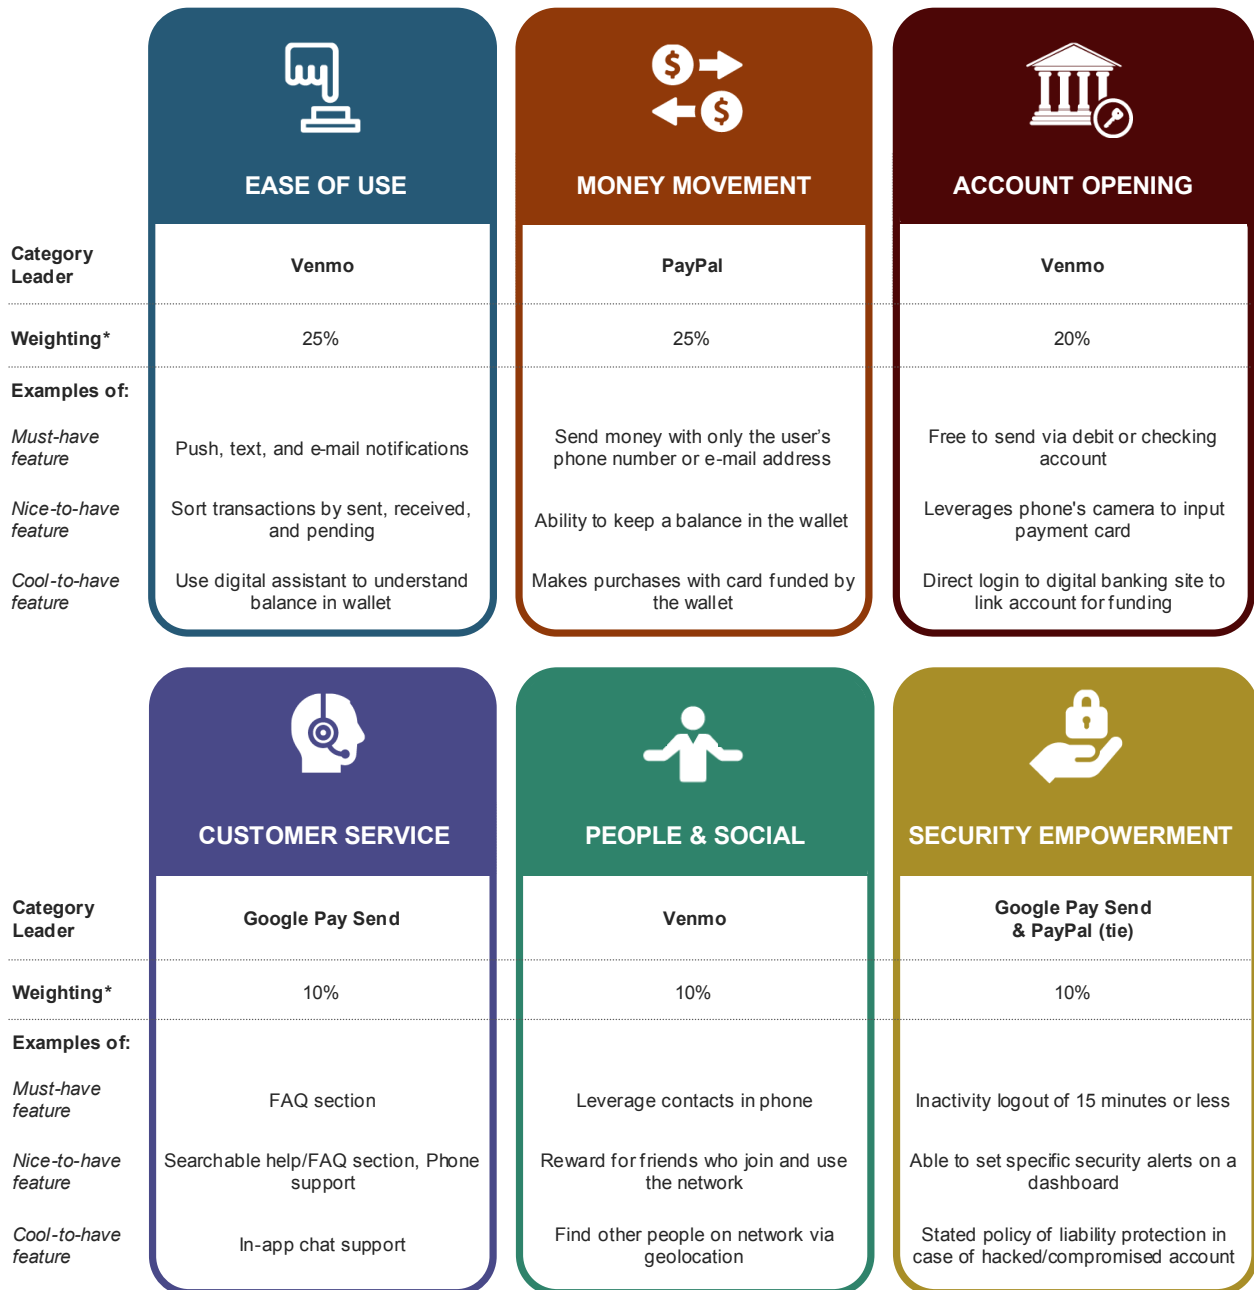 EASE OF USE
MONEY MOVEMENT
ACCOUNT OPENING
Category
Leader
Venmo
PayPal
Venmo
Weighting*
25%
25%
20%
Examples of:
Must-have
feature
Push, text, and e-mail notifications
Send money with only the user's
phone number or e-mail address
Free to send via debit or checking
account
Nice-to-have
feature
Sort transactions by sent, received,
and pending
Ability to keep a balance in the wallet
Leverages phone's camera to input
payment card
Cool-to-have
feature
Use digital assistant to understand
balance in wallet
Makes purchases with card funded by
the wallet
Direct login to digital banking site to
link account for funding
CUSTOMER SERVICE
PEOPLE & SOCIAL
SECURITY EMPOWERMENT
Category
Leader
Google Pay Send
Venmo
Google Pay Send
& PayPal (tie)
Weighting*
10%
10%
10%
Examples of:
Must-have
feature
FAQ section
Leverage contacts in phone
Inactivity logout of 15 minutes or less
Nice-to-have
feature
Searchable help/FAQ section, Phone
support
Reward for friends who join and use
the network
Able to set specific security alerts on a
dashboard
Cool-to-have
feature
In-app chat support
Find other people on network via
geolocation
Stated policy of liability protection in
case of hacked/compromised account